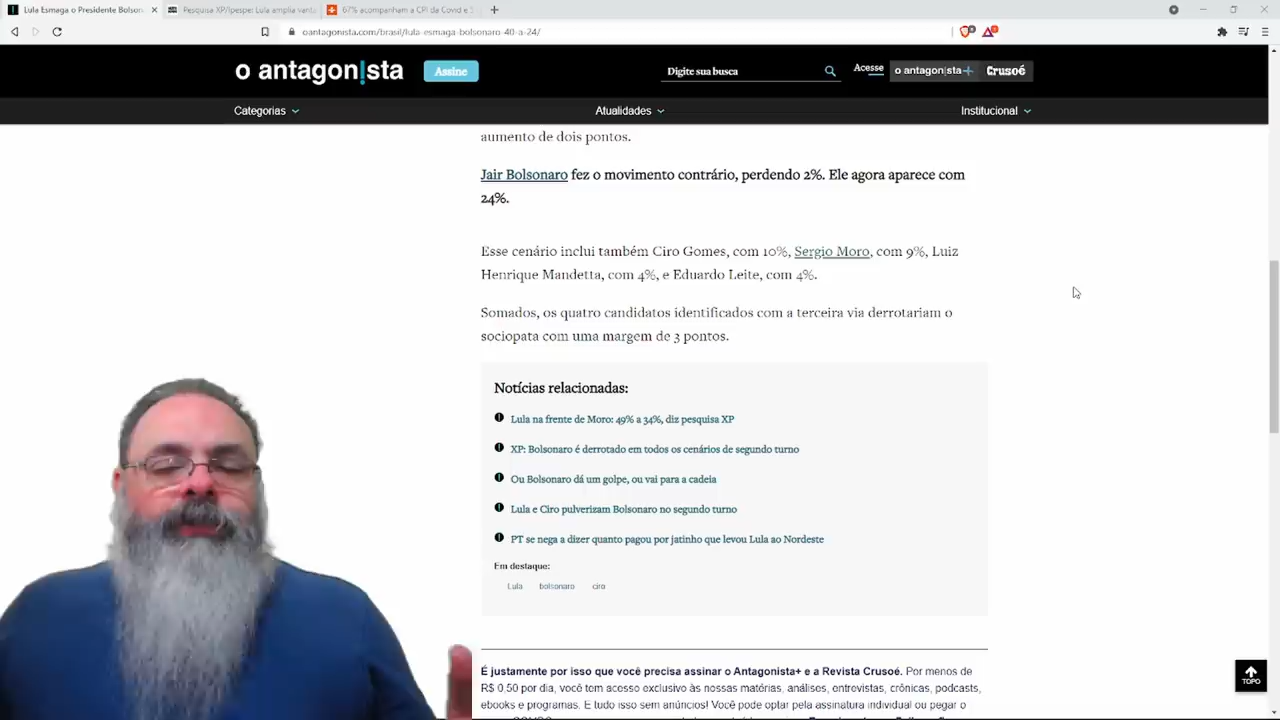 Lula Esmaga o Presidente Bolson
Pesquisa XP/Ipespe: Lula amplia vanta
67% acompanham a CPI da Covid e 5
oantagonista.com/brasil/lula-esmaga-bolsonaro-40-a-24/
o antagon!sta
Assine
Digite sua busca
Acesse
o antagon|sta+
Crusoé
Categorias
Atualidades
Institucional
aumento de dois pontos.
Jair Bolsonaro fez o movimento contrário, perdendo 2%. Ele agora aparece com
24%.
Esse cenário inclui também Ciro Gomes, com 10%, Sergio Moro, com 9%, Luiz
Henrique Mandetta, com 4%, e Eduardo Leite, com 4%.
Somados, os quatro candidatos identificados com a terceira via derrotariam o
sociopata com uma margem de 3 pontos.
Notícias relacionadas:
Lula na frente de Moro: 49% a 34%, diz pesquisa XP
XP: Bolsonaro é derrotado em todos os cenários de segundo turno
Ou Bolsonaro dá um golpe, ou vai para a cadeia
Lula e Ciro pulverizam Bolsonaro no segundo turno
PT se nega a dizer quanto pagou por jatinho que levou Lula ao Nordeste
Em destaque:
Lula bolsonaro ciro
É justamente por isso que você precisa assinar o Antagonista+ e a Revista Crusoé. Por menos de
R$ 0,50 por dia, você tem acesso exclusivo às nossas matérias, análises, entrevistas, crônicas, podcasts,
ebooks e programas. E tudo isso sem anúncios! Você pode optar pela assinatura individual ou pegar o
TOPO